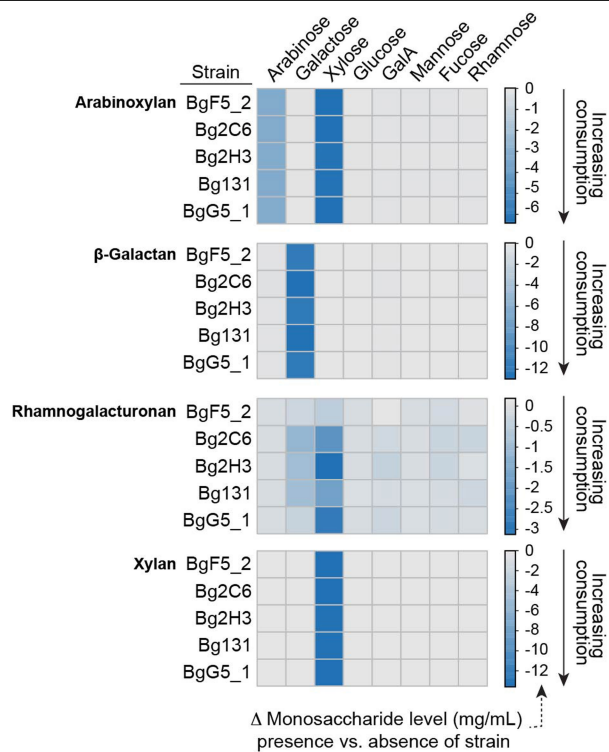 Arabinose Galactose Xylose Glucose GalA Mannose Fucose Rhamnose
Strain
Arabinoxylan BgF5_2
Bg2C6
Bg2H3
Bg131
BgG5_1
0
-1
-2
-3
-4
-5
-6
Increasing
consumption
β-Galactan BgF5_2
Bg2C6
Bg2H3
Bg131
BgG5_1
0
-2
-4
-6
-8
-10
-12
Increasing
consumption
Rhamnogalacturonan BgF5_2
Bg2C6
Bg2H3
Bg131
BgG5_1
0
-0.5
-1
-1.5
-2
-2.5
-3
Increasing
consumption
Xylan BgF5_2
Bg2C6
Bg2H3
Bg131
BgG5_1
0
-2
-4
-6
-8
-10
-12
Increasing
consumption
Δ Monosaccharide level (mg/mL)
presence vs. absence of strain